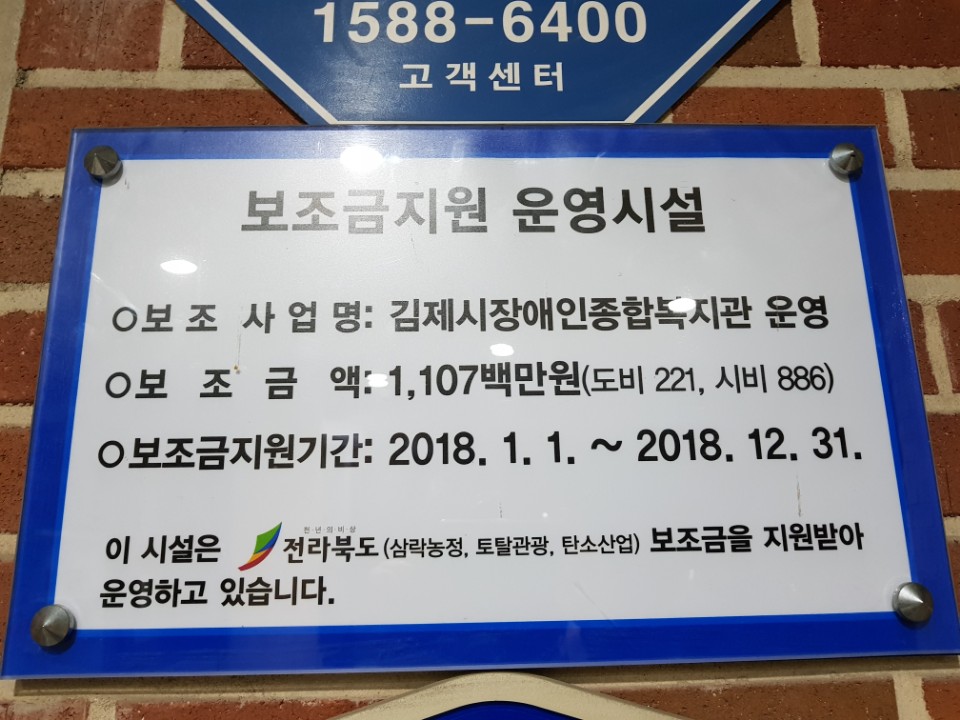 1588-6400
고객센터
보조금지원 운영시설
○보 조 사 업 명: 김제시장애인종합복지관 운영
○보 조 금 액: 1,107백만원(도비 221, 시비 886)
○보조금지원기간: 2018. 1. 1. ~ 2018. 12. 31.
천·년의비상
이 시설은 전라북도 (삼락농정, 토탈관광, 탄소산업) 보조금을 지원받아
운영하고 있습니다.